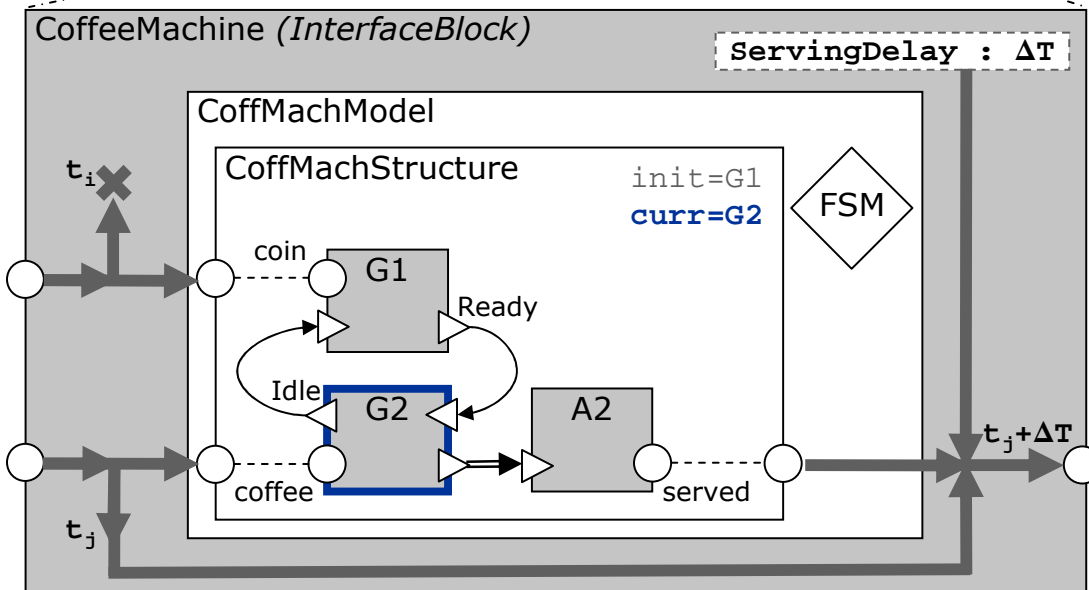 CoffeeMachine (InterfaceBlock)
ServingDelay : ΔT
CoffMachModel
CoffMachStructure
init=G1
curr=G2
FSM
tᵢ
coin
G1
Ready
Idle
G2
A2
coffee
served
tⱼ
tⱼ+ΔT